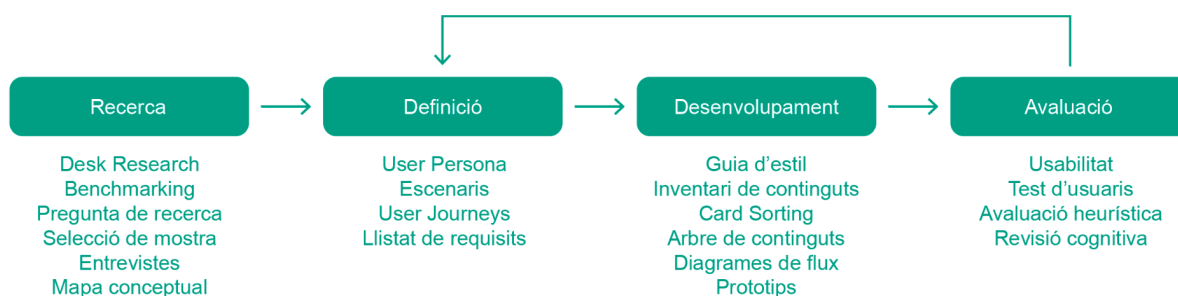 Recerca
Desk Research
Benchmarking
Pregunta de recerca
Selecció de mostra
Entrevistes
Mapa conceptual
Definició
User Persona
Escenaris
User Journeys
Llistat de requisits
Desenvolupament
Guia d’estil
Inventari de continguts
Card Sorting
Arbre de continguts
Diagrames de flux
Prototips
Avaluació
Usabilitat
Test d’usuaris
Avaluació heurística
Revisió cognitiva